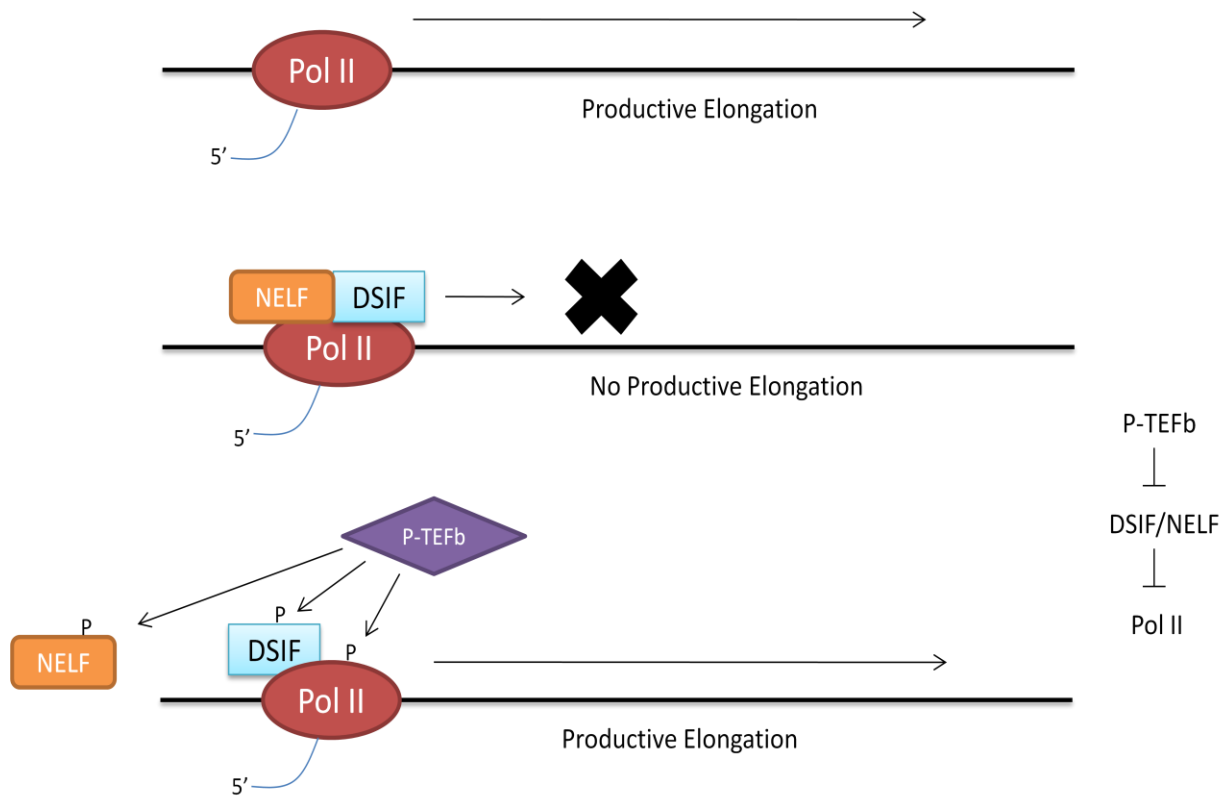 Pol II
Productive Elongation
5’
NELF DSIF
Pol II
No Productive Elongation
5’
P-TEFb
DSIF/NELF
Pol II
P-TEFb
P
P
NELF
DSIF
P
Pol II
Productive Elongation
5’